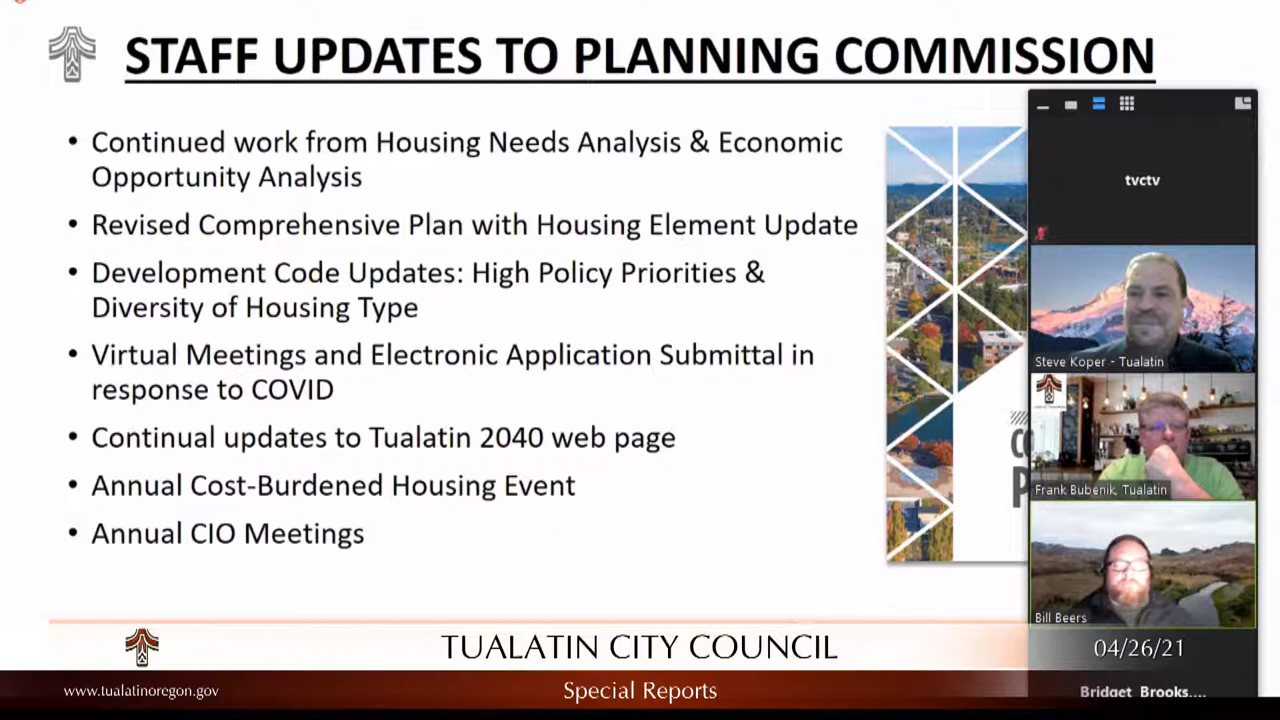 STAFF UPDATES TO PLANNING COMMISSION
• Continued work from Housing Needs Analysis & Economic
Opportunity Analysis
• Revised Comprehensive Plan with Housing Element Update
• Development Code Updates: High Policy Priorities &
Diversity of Housing Type
• Virtual Meetings and Electronic Application Submittal in
response to COVID
• Continual updates to Tualatin 2040 web page
• Annual Cost-Burdened Housing Event
• Annual CIO Meetings
tvctv
Steve Koper - Tualatin
Frank Bubenik, Tualatin
Bill Beers
Bridget Brooks....
TUALATIN CITY COUNCIL
04/26/21
www.tualatinoregon.gov
Special Reports